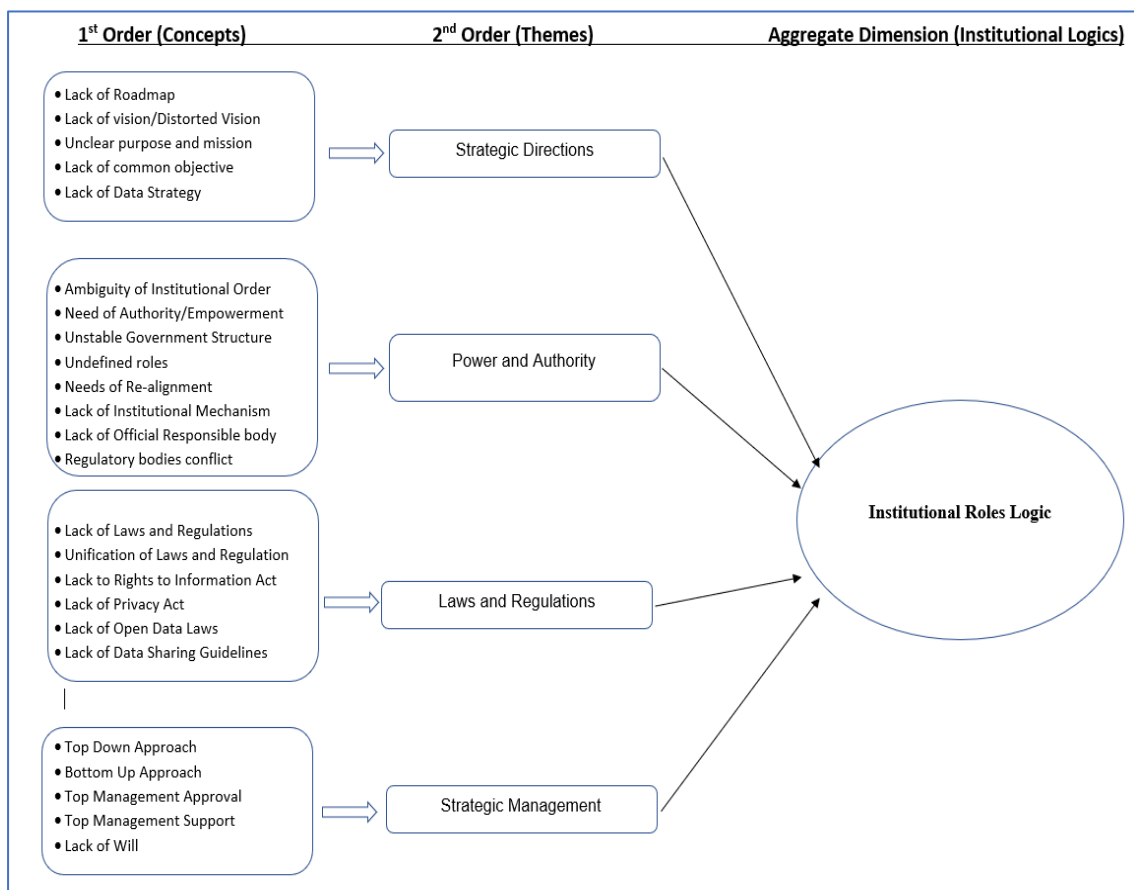 1st Order (Concepts)
2nd Order (Themes)
Aggregate Dimension (Institutional Logics)
• Lack of Roadmap
• Lack of vision/Distorted Vision
• Unclear purpose and mission
• Lack of common objective
• Lack of Data Strategy
Strategic Directions
• Ambiguity of Institutional Order
• Need of Authority/Empowerment
• Unstable Government Structure
• Undefined roles
• Needs of Re-alignment
• Lack of Institutional Mechanism
• Lack of Official Responsible body
• Regulatory bodies conflict
Power and Authority
• Lack of Laws and Regulations
• Unification of Laws and Regulation
• Lack to Rights to Information Act
• Lack of Privacy Act
• Lack of Open Data Laws
• Lack of Data Sharing Guidelines
Laws and Regulations
• Top Down Approach
• Bottom Up Approach
• Top Management Approval
• Top Management Support
• Lack of Will
Strategic Management
Institutional Roles Logic